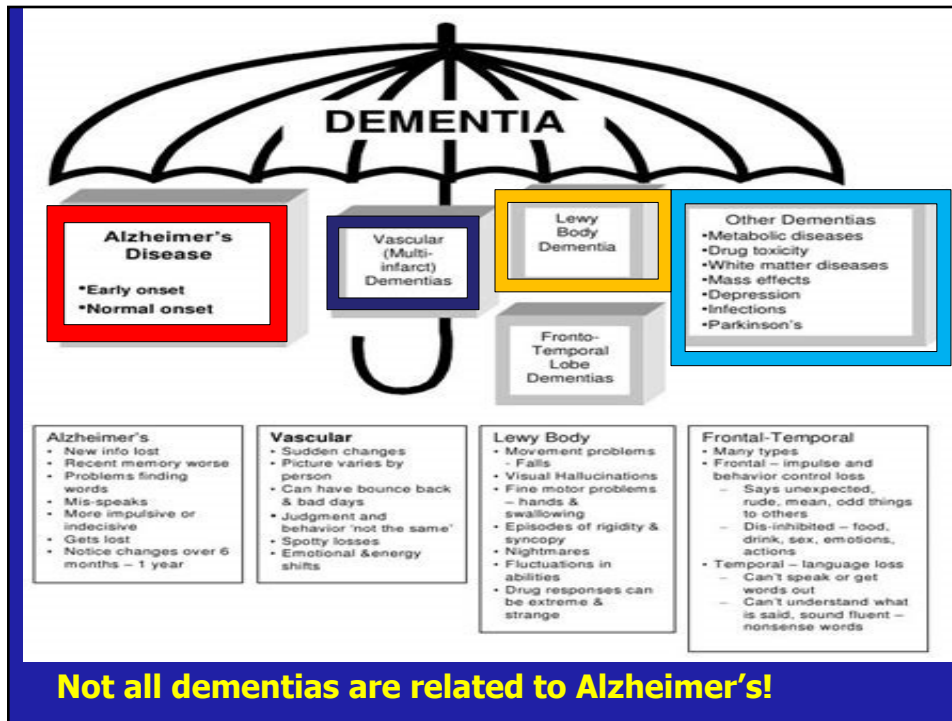 DEMENTIA
Alzheimer's
Disease
•Early onset
•Normal onset
Vascular
(Multi-
infarct)
Dementias
Lewy
Body
Dementia
Fronto-
Temporal
Lobe
Dementias
Other Dementias
•Metabolic diseases
•Drug toxicity
•White matter diseases
•Mass effects
•Depression
•Infections
•Parkinson's
Alzheimer's
• New info lost
• Recent memory worse
• Problems finding
words
• Mis-speaks
• More impulsive or
indecisive
• Gets lost
• Notice changes over 6
months – 1 year
Vascular
• Sudden changes
• Picture varies by
person
• Can have bounce back
& bad days
• Judgment and
behavior 'not the same'
• Spotty losses
• Emotional &energy
shifts
Lewy Body
• Movement problems
- Falls
• Visual Hallucinations
• Fine motor problems
– hands &
swallowing
• Episodes of rigidity &
syncopy
• Nightmares
• Fluctuations in
abilities
• Drug responses can
be extreme &
strange
Frontal-Temporal
• Many types
• Frontal – impulse and
behavior control loss
– Says unexpected,
rude, mean, odd things
to others
– Dis-inhibited – food,
drink, sex, emotions,
actions
• Temporal – language loss
– Can't speak or get
words out
– Can't understand what
is said, sound fluent –
nonsense words
Not all dementias are related to Alzheimer's!